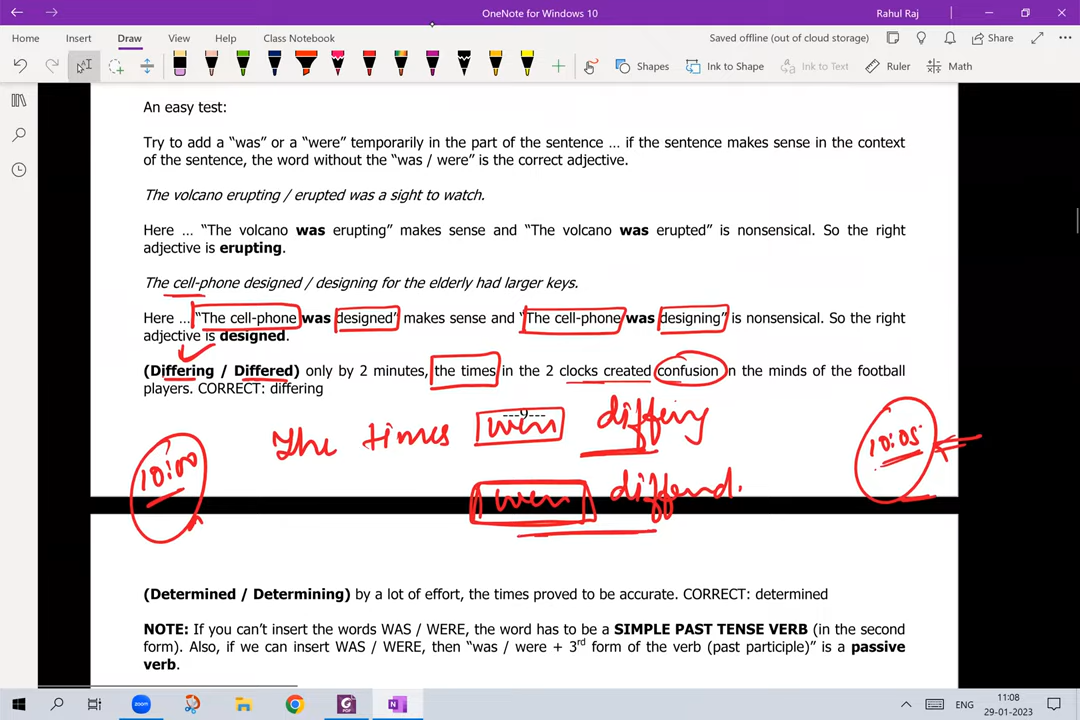 OneNote for Windows 10
Rahul Raj
Home Insert Draw View Help Class Notebook
Saved offline (out of cloud storage) Share
Shapes Ink to Shape Ink to Text Ruler Math
An easy test:
Try to add a “was” or a “were” temporarily in the part of the sentence … if the sentence makes sense in the context
of the sentence, the word without the “was / were” is the correct adjective.
The volcano erupting / erupted was a sight to watch.
Here … “The volcano was erupting” makes sense and “The volcano was erupted” is nonsensical. So the right
adjective is erupting.
The cell-phone designed / designing for the elderly had larger keys.
Here … “The cell-phone was designed” makes sense and “The cell-phone was designing” is nonsensical. So the right
adjective is designed.
(Differing / Differed) only by 2 minutes, the times in the 2 clocks created confusion in the minds of the football
players. CORRECT: differing
---9---
The times were differing
10:00
10:05
were differed.
(Determined / Determining) by a lot of effort, the times proved to be accurate. CORRECT: determined
NOTE: If you can’t insert the words WAS / WERE, the word has to be a SIMPLE PAST TENSE VERB (in the second
form). Also, if we can insert WAS / WERE, then “was / were + 3rd form of the verb (past participle)” is a passive
verb.
zoom
PDF
ENG
11:08
29-01-2023